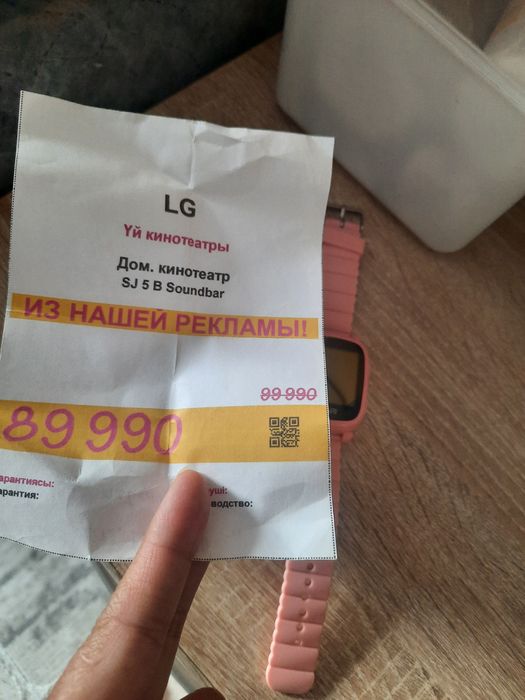 LG
Үй кинотеатры
Дом. кинотеатр
SJ 5 B Soundbar
ИЗ НАШЕЙ РЕКЛАМЫ!
99 990
89 990
арантиясы:
арантия:
уші:
водство: